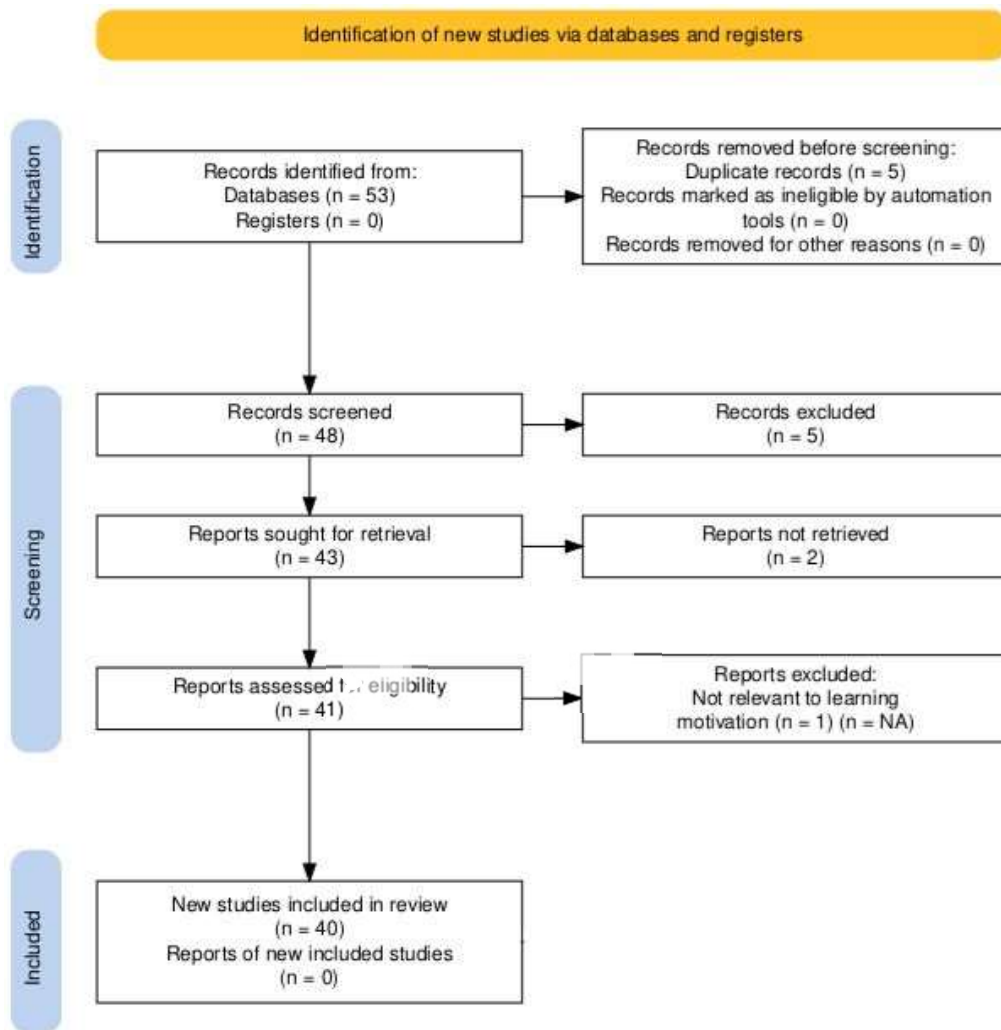 Identification of new studies via databases and registers
Identification
Records identified from:
Databases (n = 53)
Registers (n = 0)
Records removed before screening:
Duplicate records (n = 5)
Records marked as ineligible by automation
tools (n = 0)
Records removed for other reasons (n = 0)
Screening
Records screened
(n = 48)
Records excluded
(n = 5)
Reports sought for retrieval
(n = 43)
Reports not retrieved
(n = 2)
Reports assessed eligibility
(n = 41)
Reports excluded:
Not relevant to learning
motivation (n = 1) (n = NA)
Included
New studies included in review
(n = 40)
Reports of new included studies
(n = 0)